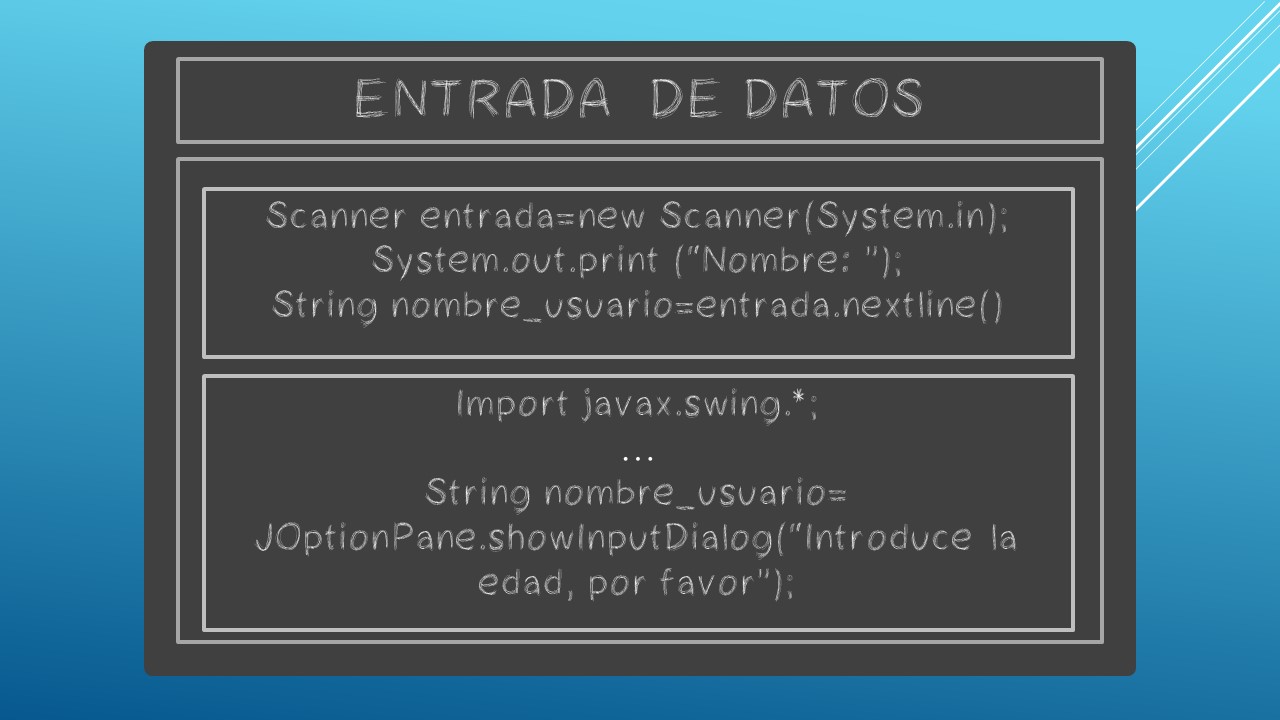 ENTRADA DE DATOS
Scanner entrada=new Scanner(System.in);
System.out.print (“Nombre: ”);
String nombre_usuario=entrada.nextline()
Import javax.swing.*;
...
String nombre_usuario=
JOptionPane.showInputDialog(“Introduce la
edad, por favor”);